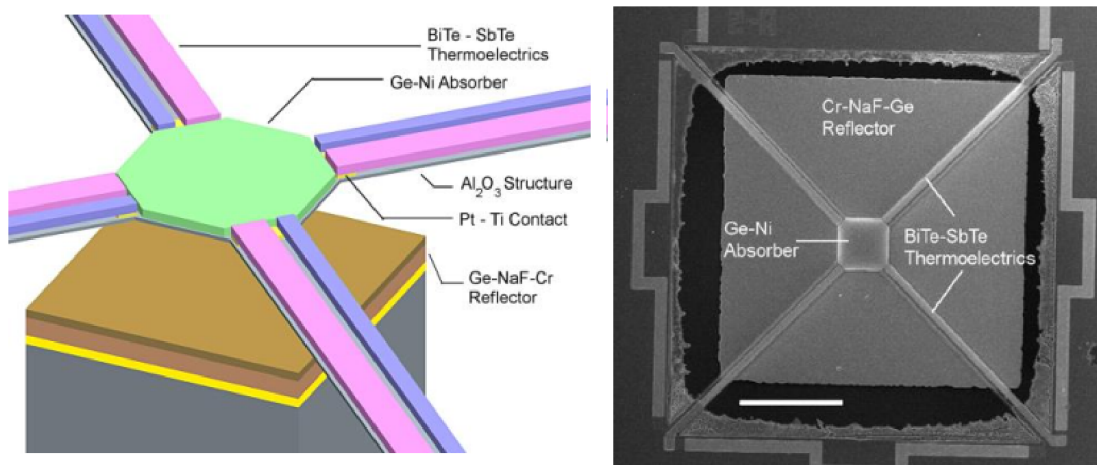 BiTe - SbTe
Thermoelectrics
Ge-Ni Absorber
Al2O3 Structure
Pt - Ti Contact
Ge-NaF-Cr
Reflector
Cr-NaF-Ge
Reflector
Ge-Ni
Absorber
BiTe-SbTe
Thermoelectrics